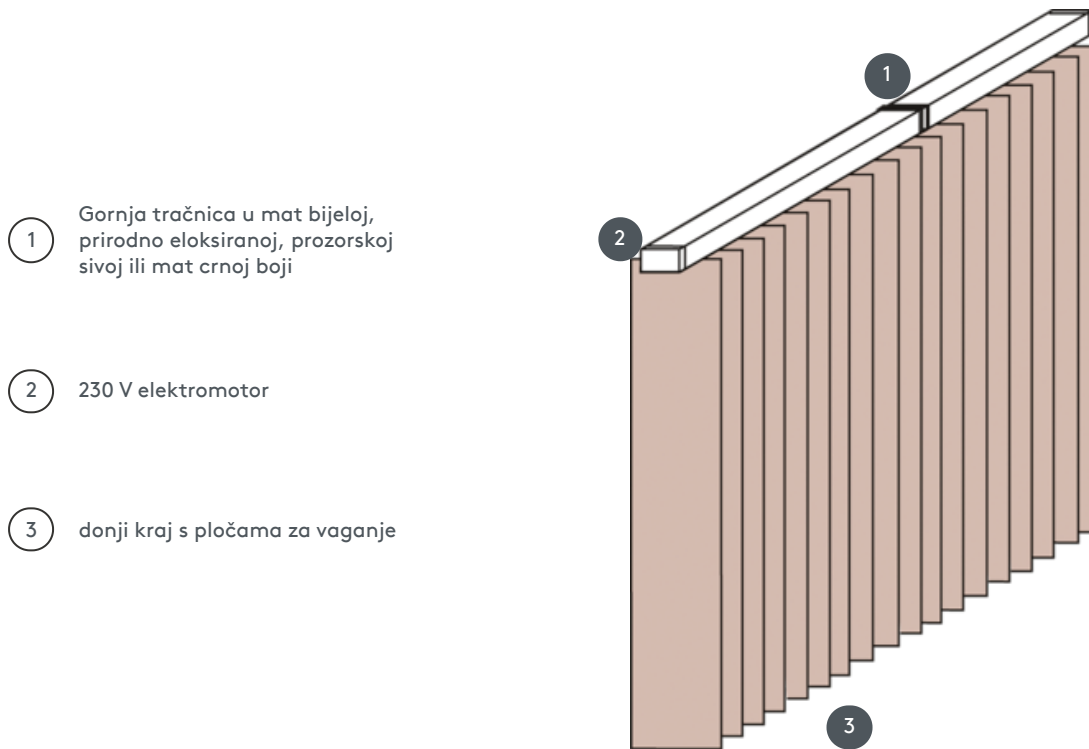 1
Gornja tračnica u mat bijeloj,
prirodno eloksiranoj, prozorskoj
sivoj ili mat crnoj boji
2
230 V elektromotor
3
donji kraj s pločama za vaganje
1
2
3